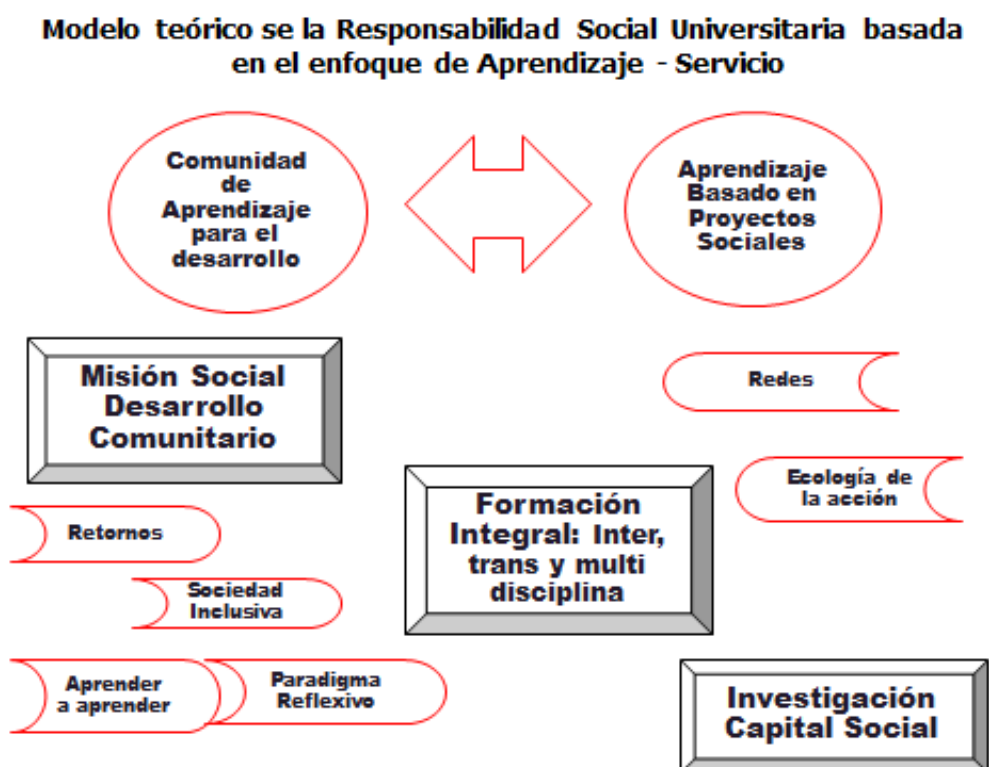 Modelo teórico se la Responsabilidad Social Universitaria basada
en el enfoque de Aprendizaje - Servicio
Comunidad
de
Aprendizaje
para el
desarrollo
Aprendizaje
Basado en
Proyectos
Sociales
Misión Social
Desarrollo
Comunitario
Redes
Ecología de
la acción
Formación
Integral: Inter,
trans y multi
disciplina
Retornos
Sociedad
Inclusiva
Aprender
a aprender
Paradigma
Reflexivo
Investigación
Capital Social